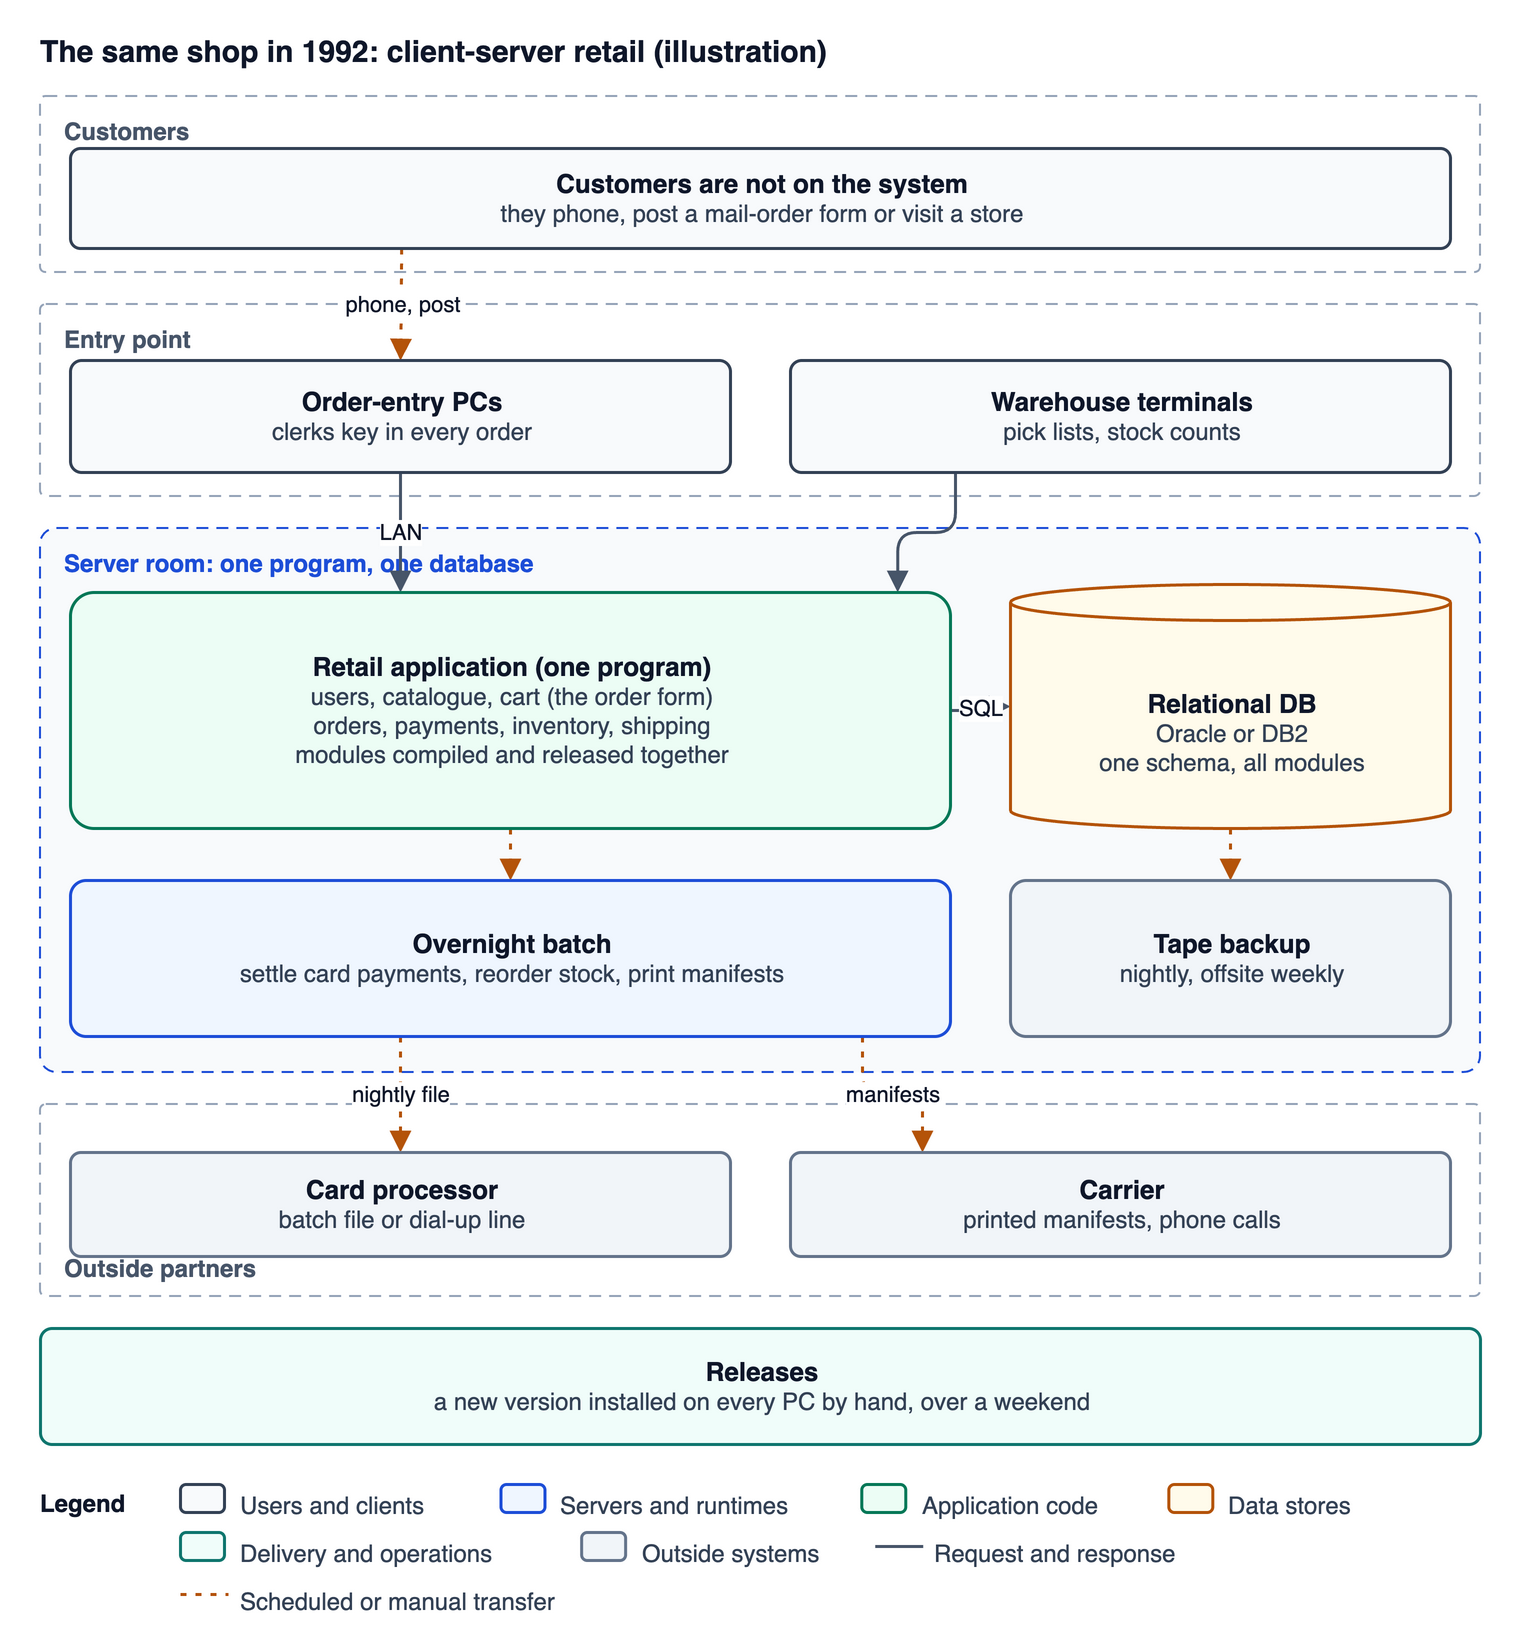 The same shop in 1992: client-server retail (illustration)
Customers
Customers are not on the system
they phone, post a mail-order form or visit a store
phone, post
Entry point
Order-entry PCs
clerks key in every order
Warehouse terminals
pick lists, stock counts
LAN
Server room: one program, one database
Retail application (one program)
users, catalogue, cart (the order form)
orders, payments, inventory, shipping
modules compiled and released together
SQL
Relational DB
Oracle or DB2
one schema, all modules
Overnight batch
settle card payments, reorder stock, print manifests
Tape backup
nightly, offsite weekly
nightly file
manifests
Card processor
batch file or dial-up line
Carrier
printed manifests, phone calls
Outside partners
Releases
a new version installed on every PC by hand, over a weekend
Legend
Users and clients
Servers and runtimes
Application code
Data stores
Delivery and operations
Outside systems
Request and response
Scheduled or manual transfer